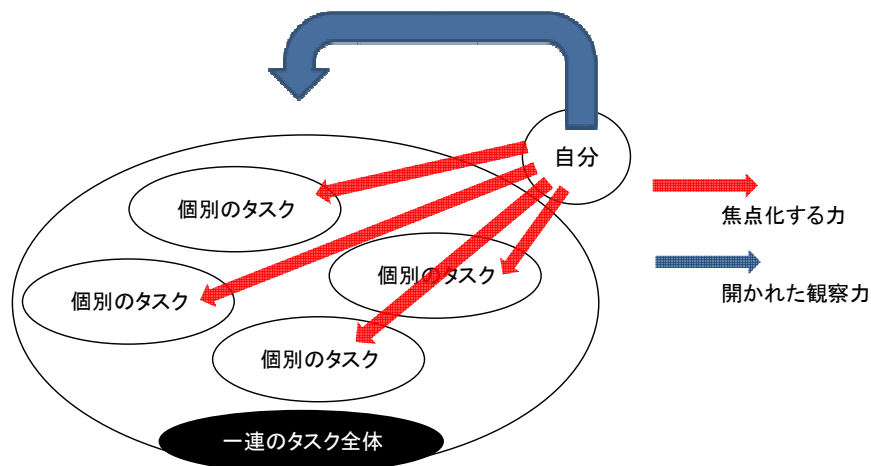 自分
個別のタスク
焦点化する力
個別のタスク
個別のタスク
開かれた観察力
個別のタスク
一連のタスク全体